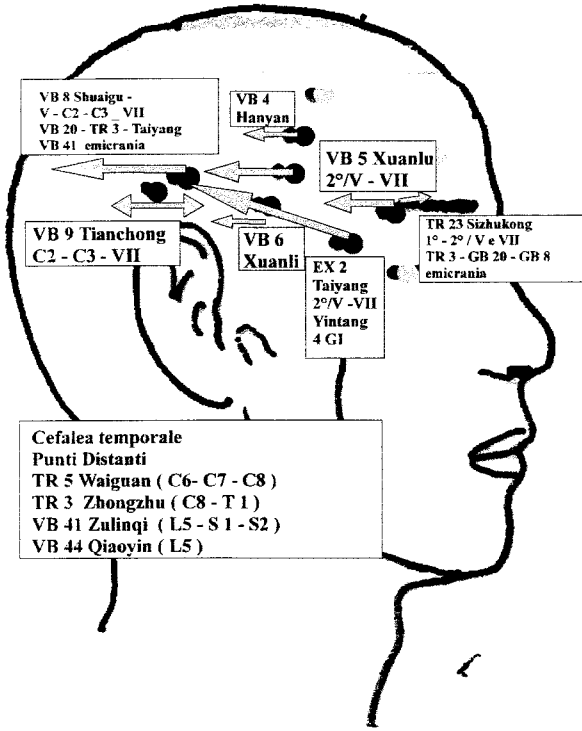 VB 8 Shuaigu -
V - C2 - C3 _ VII
VB 20 - TR 3 - Taiyang
VB 41 emicrania
VB 4
Hanyan
VB 5 Xuanlu
2°/V - VII
VB 9 Tianchong
C2 - C3 - VII
VB 6
Xuanli
EX 2
Taiyang
2°/V -VII
Yintang
4 GI
TR 23 Sizhukong
1° - 2° / V e VII
TR 3 - GB 20 - GB 8
emicrania
Cefalea temporale
Punti Distanti
TR 5 Waiguan ( C6- C7 - C8 )
TR 3 Zhongzhu ( C8 - T 1 )
VB 41 Zulinqi ( L5 - S 1 - S2 )
VB 44 Qiaoyin ( L5 )